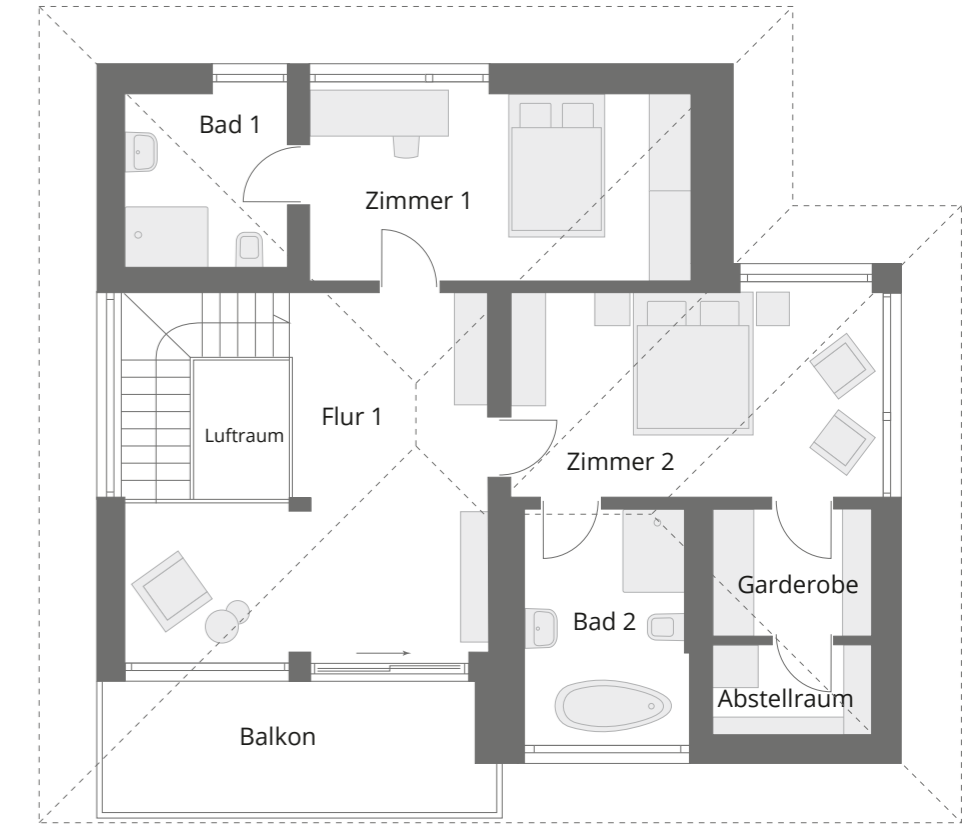 Bad 1
Zimmer 1
Flur 1
Luftraum
Zimmer 2
Garderobe
Bad 2
Abstellraum
Balkon